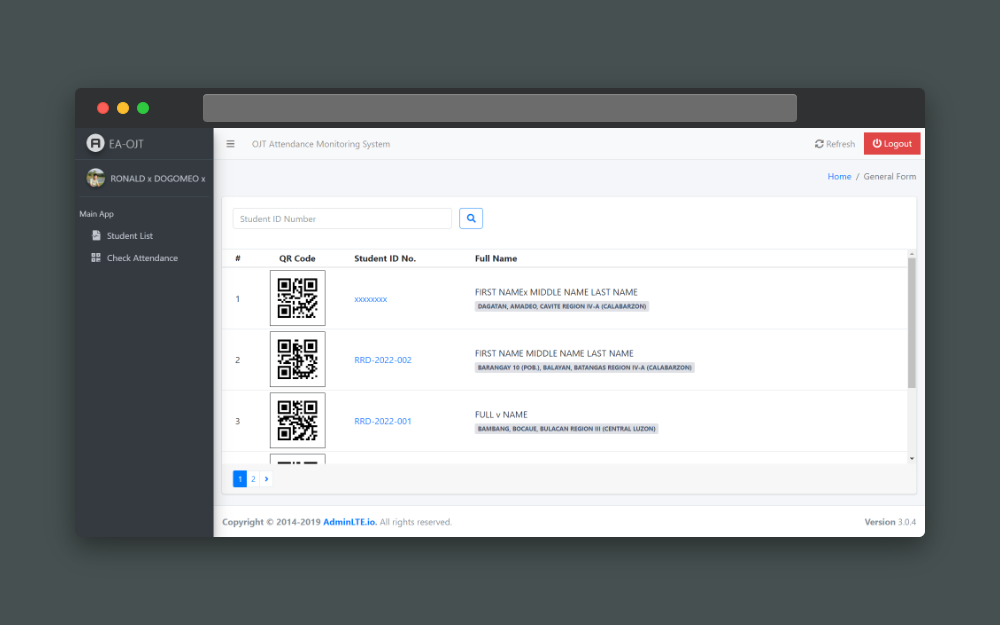 EA-OJT
OJT Attendance Monitoring System
Refresh
Logout
RONALD x DOGOMEO x
Home / General Form
Main App
Student List
Check Attendance
Student ID Number
# QR Code Student ID No. Full Name
1 xxxxxxxx FIRST NAMEx MIDDLE NAME LAST NAME
DAGATAN, AMADEO, CAVITE REGION IV-A (CALABARZON)
2 RRD-2022-002 FIRST NAME MIDDLE NAME LAST NAME
BARANGAY 10 (POB.), BALAYAN, BATANGAS REGION IV-A (CALABARZON)
3 RRD-2022-001 FULL v NAME
BAMBANG, BOCAUE, BULACAN REGION III (CENTRAL LUZON)
1 2 ›
Copyright © 2014-2019 AdminLTE.io. All rights reserved.
Version 3.0.4